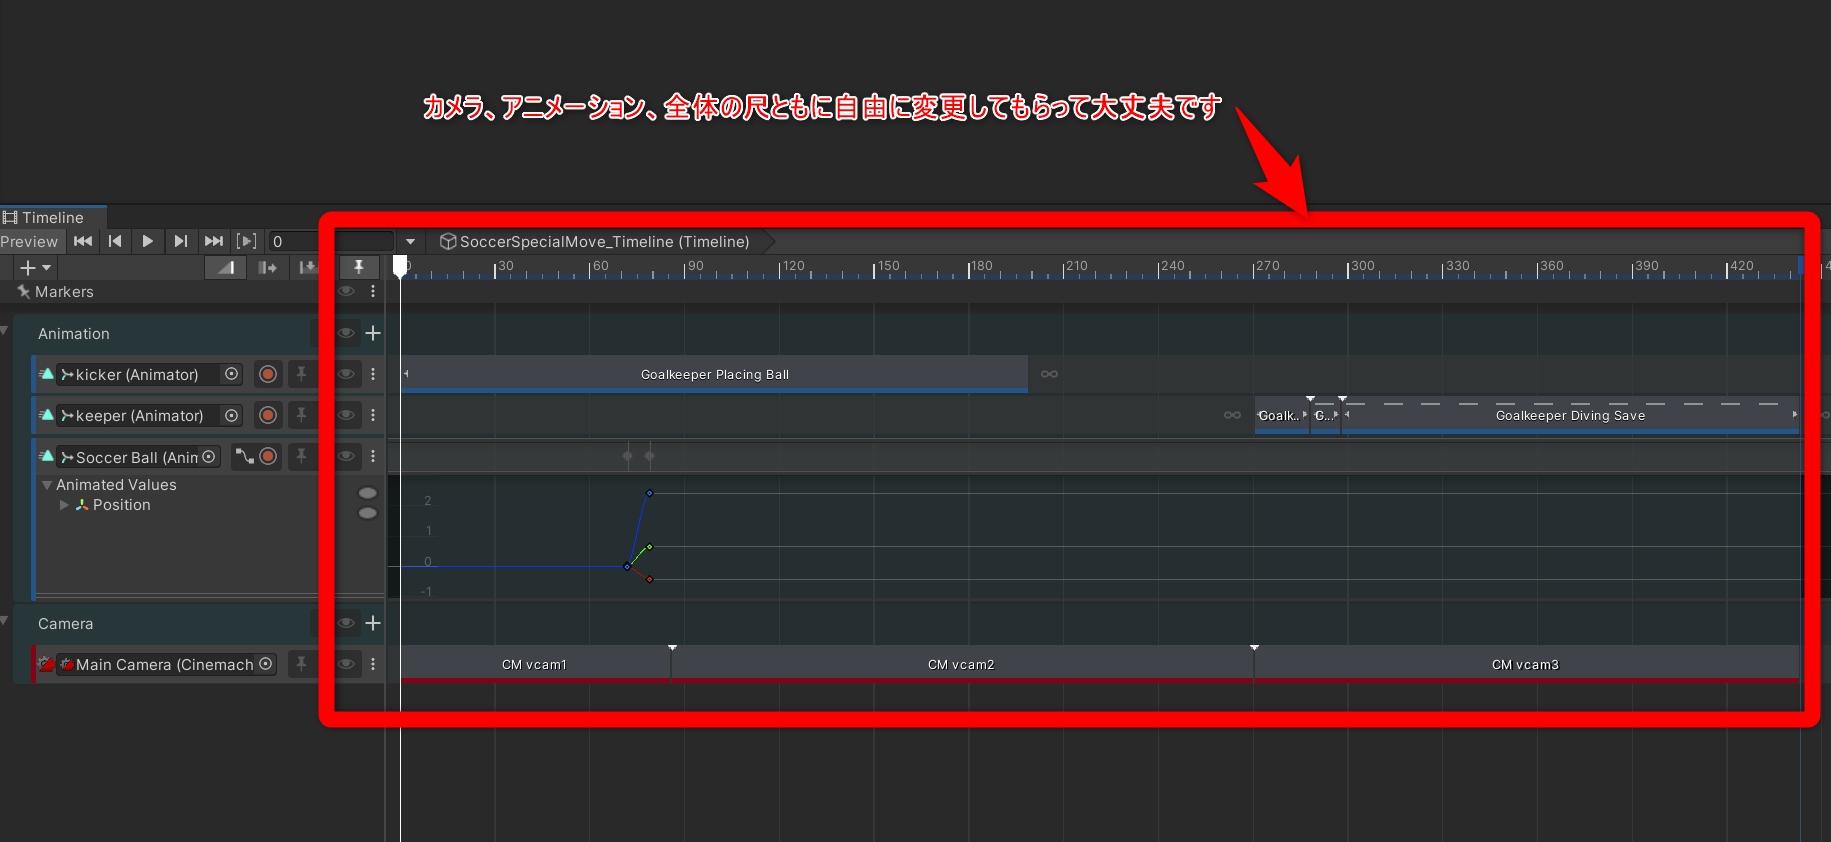 カメラ、アニメーション、全体の尺ともに自由に変更してもらって大丈夫です
Timeline
Preview
0
SoccerSpecialMove_Timeline (Timeline)
30 60 90 120 150 180 210 240 270 300 330 360 390 420
Markers
Animation
kicker (Animator)
Goalkeeper Placing Ball
keeper (Animator)
Goalk..
G...
Goalkeeper Diving Save
Soccer Ball (Anin
Animated Values
Position
2
1
0
-1
Camera
Main Camera (Cinemach
CM vcam1
CM vcam2
CM vcam3